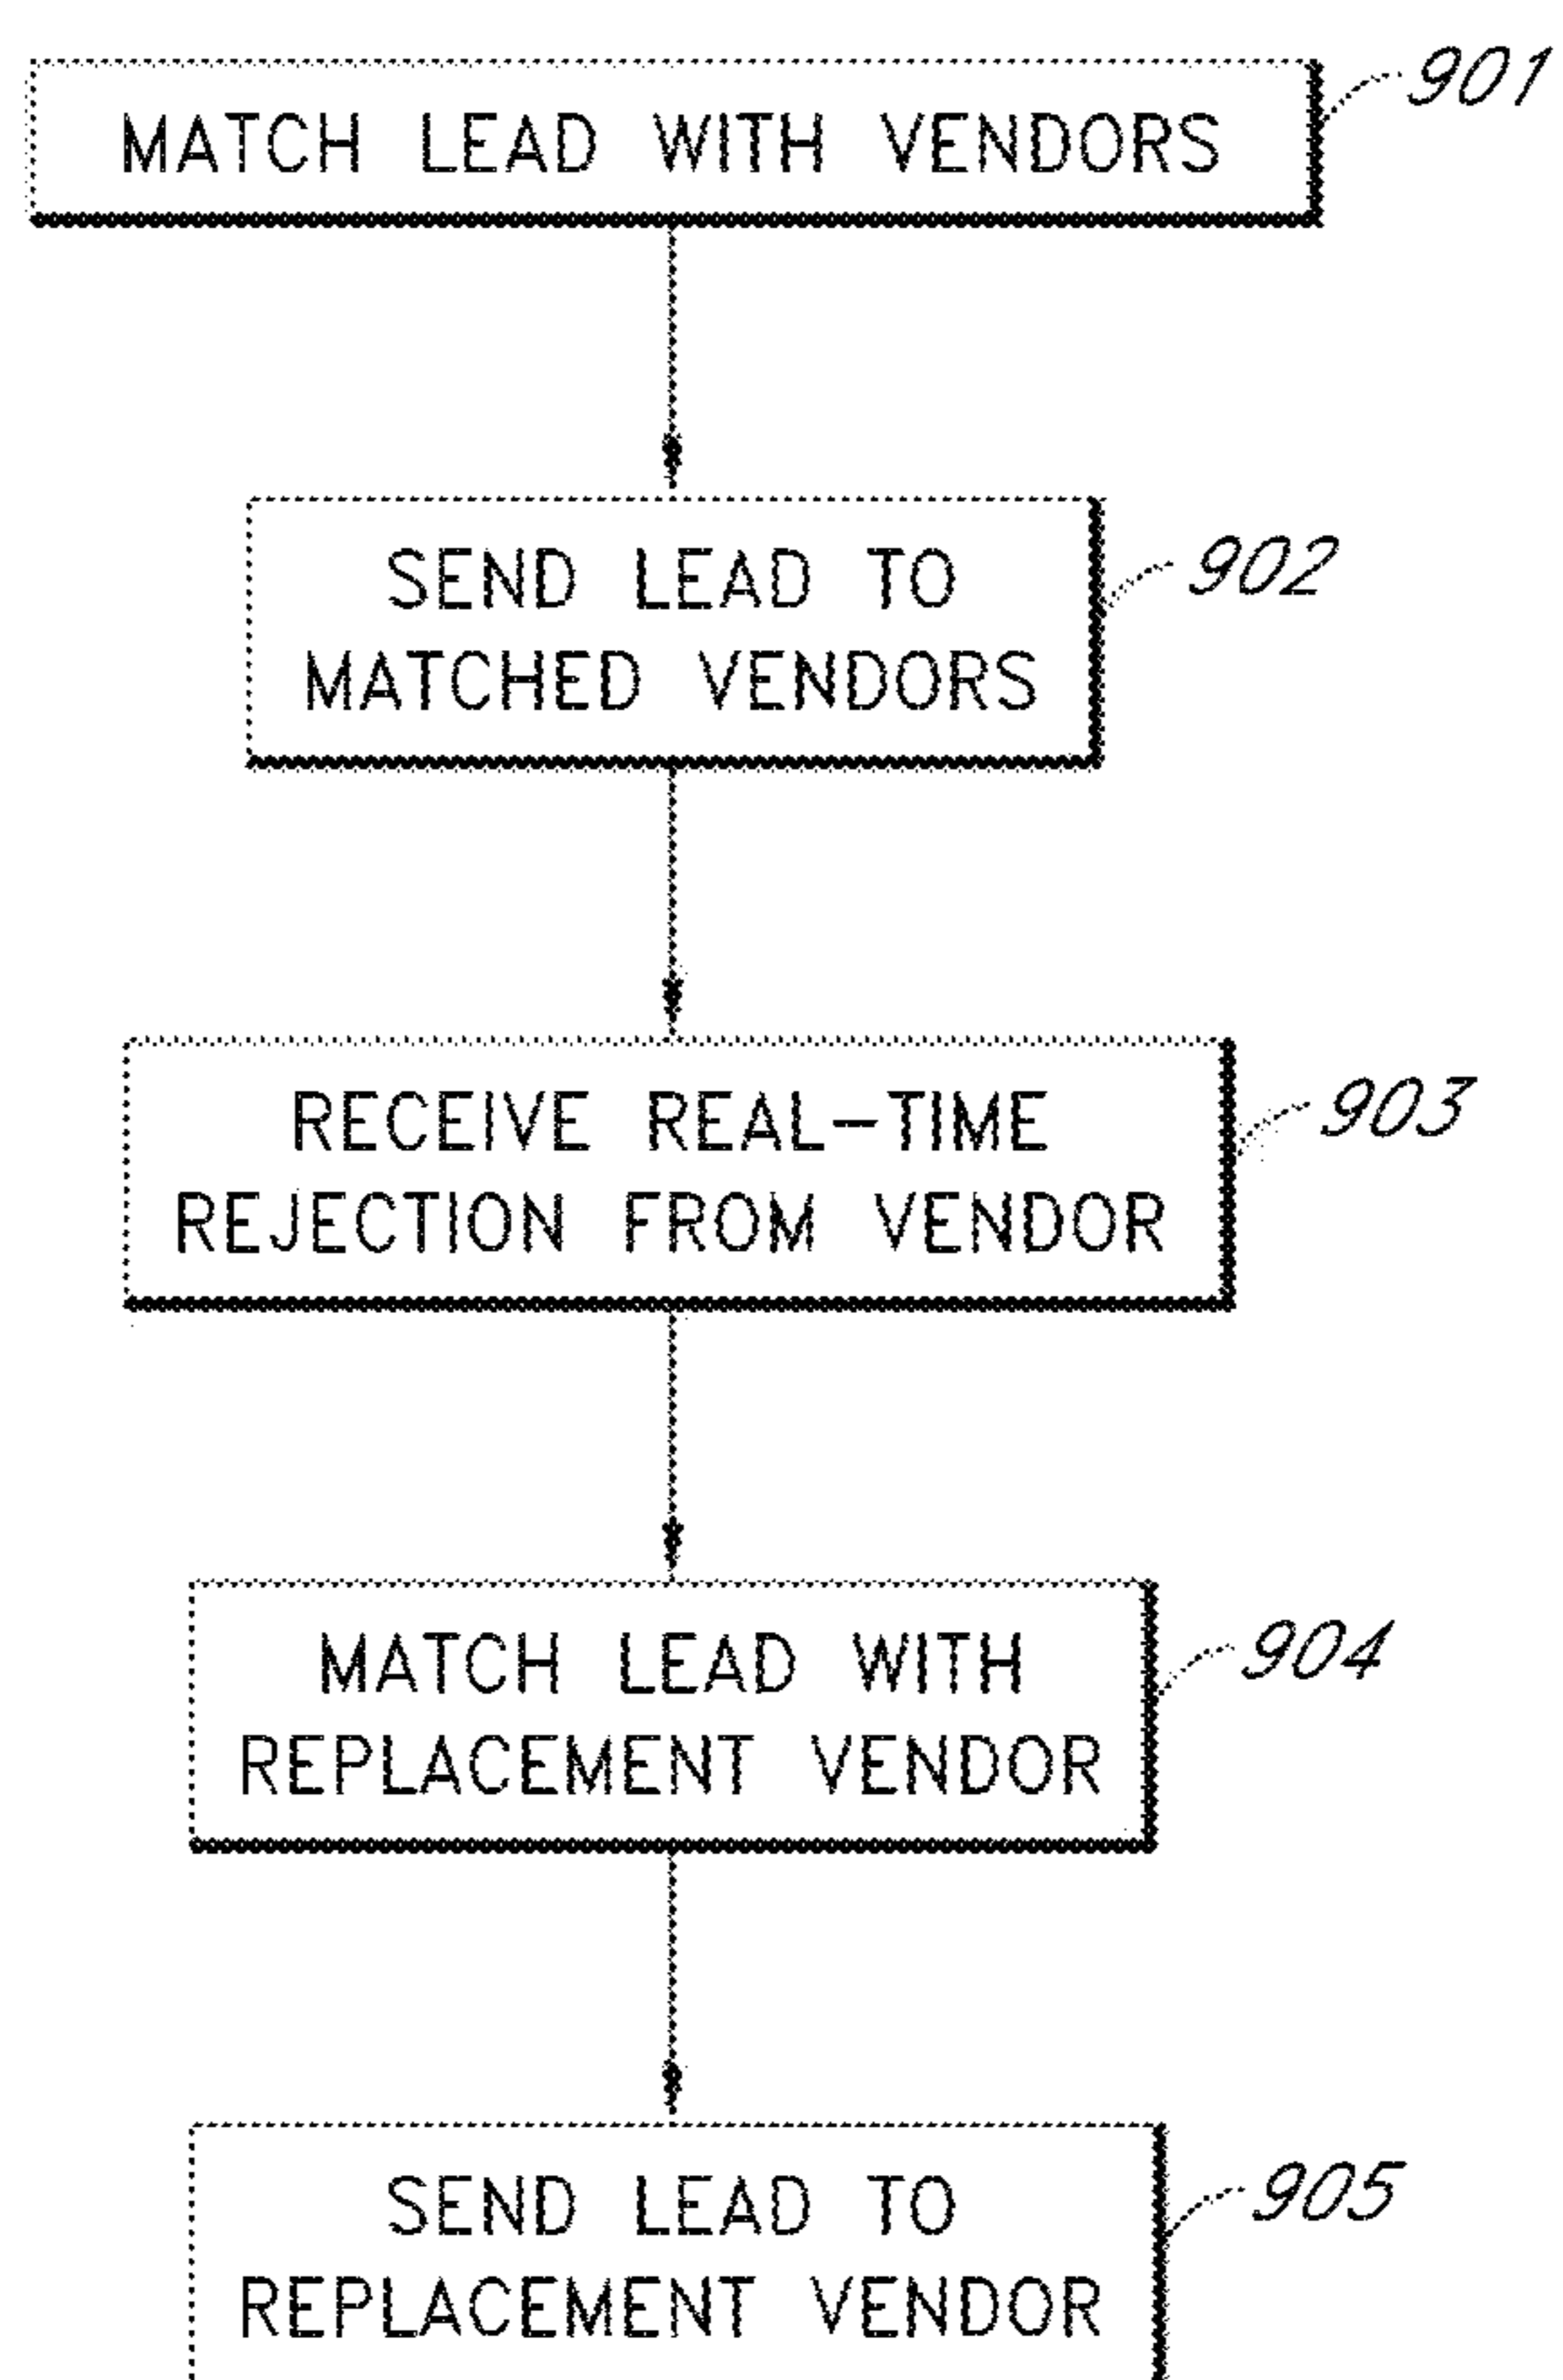 MATCH LEAD WITH VENDORS
901
SEND LEAD TO
MATCHED VENDORS
902
RECEIVE REAL-TIME
REJECTION FROM VENDOR
903
MATCH LEAD WITH
REPLACEMENT VENDOR
904
SEND LEAD TO
REPLACEMENT VENDOR
905